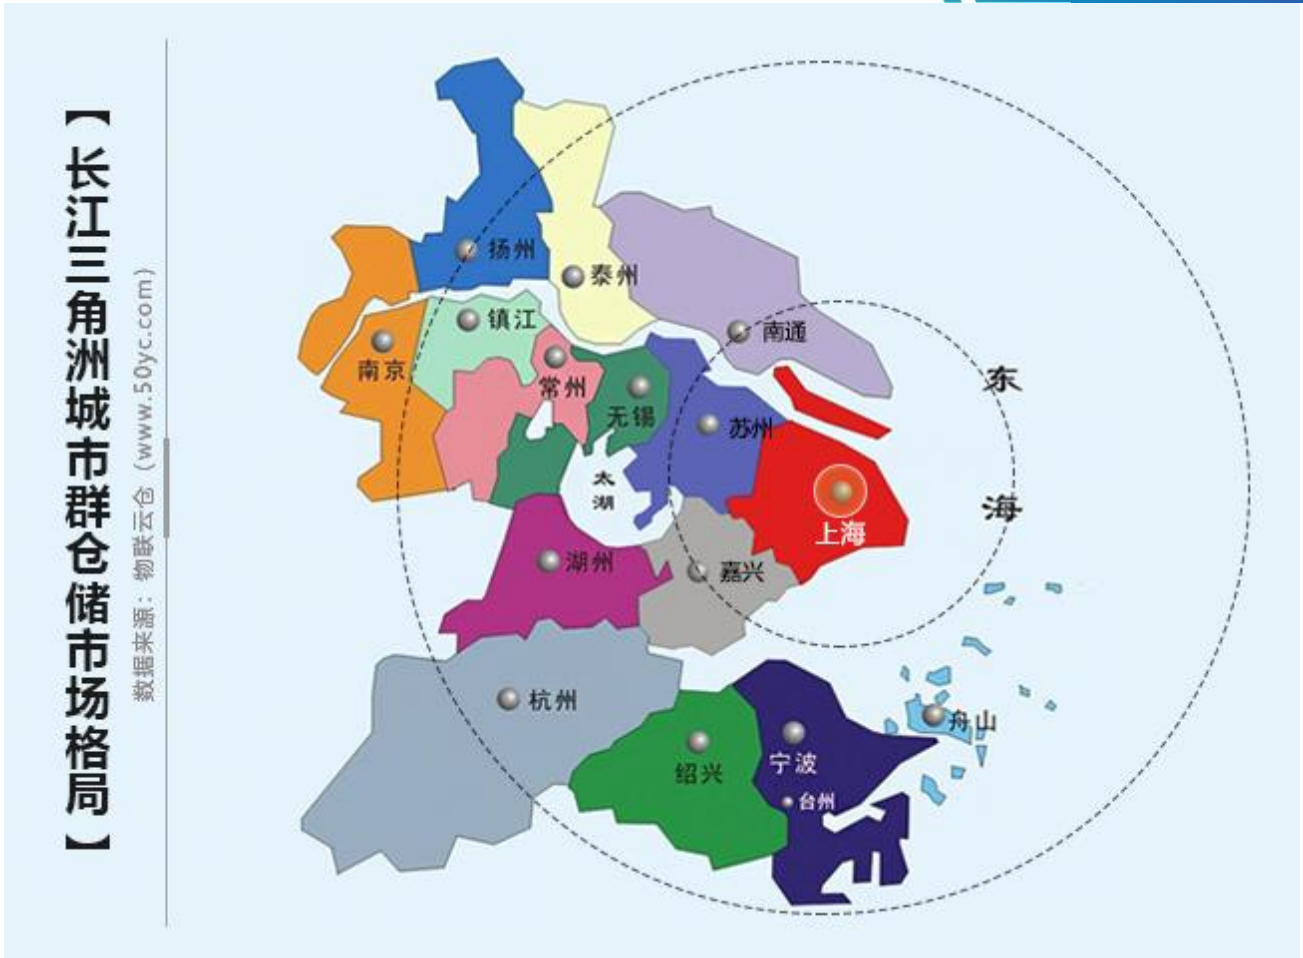 【长江三角洲城市群仓储市场格局】
数据来源：物联云仓（www.50yc.com）
扬州
泰州
镇江
南通
南京
常州
无锡
苏州
东海
太湖
上海
湖州
嘉兴
杭州
舟山
绍兴
宁波
台州